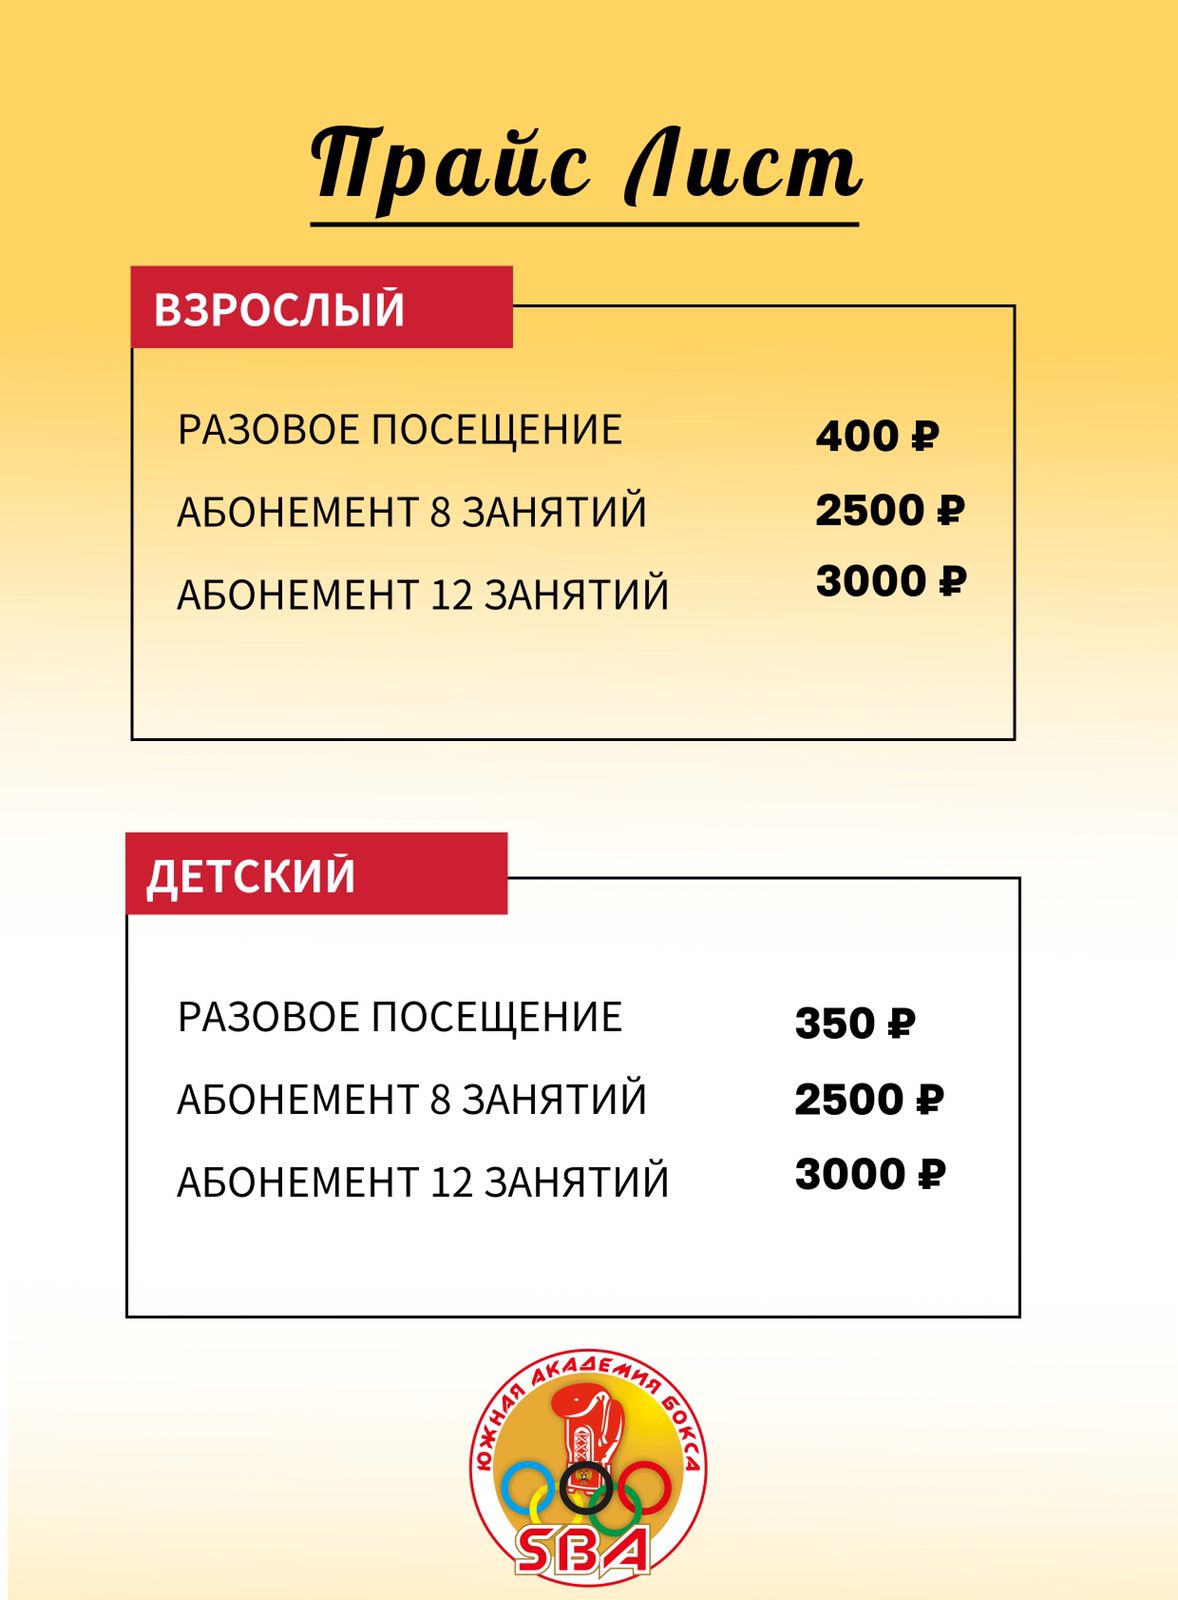 Прайс Лист
ВЗРОСЛЫЙ
РАЗОВОЕ ПОСЕЩЕНИЕ 400 ₽
АБОНЕМЕНТ 8 ЗАНЯТИЙ 2500 ₽
АБОНЕМЕНТ 12 ЗАНЯТИЙ 3000 ₽
ДЕТСКИЙ
РАЗОВОЕ ПОСЕЩЕНИЕ 350 ₽
АБОНЕМЕНТ 8 ЗАНЯТИЙ 2500 ₽
АБОНЕМЕНТ 12 ЗАНЯТИЙ 3000 ₽
ЮЖНАЯ АКАДЕМИЯ БОКСА
SBA